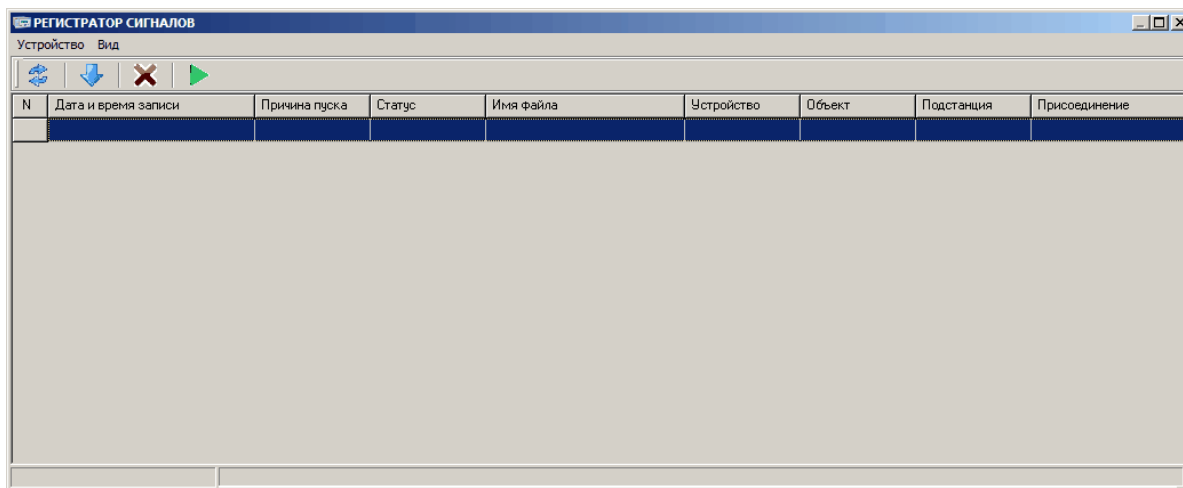 РЕГИСТРАТОР СИГНАЛОВ
Устройство Вид
N Дата и время записи Причина пуска Статус Имя файла Устройство Объект Подстанция Присоединение